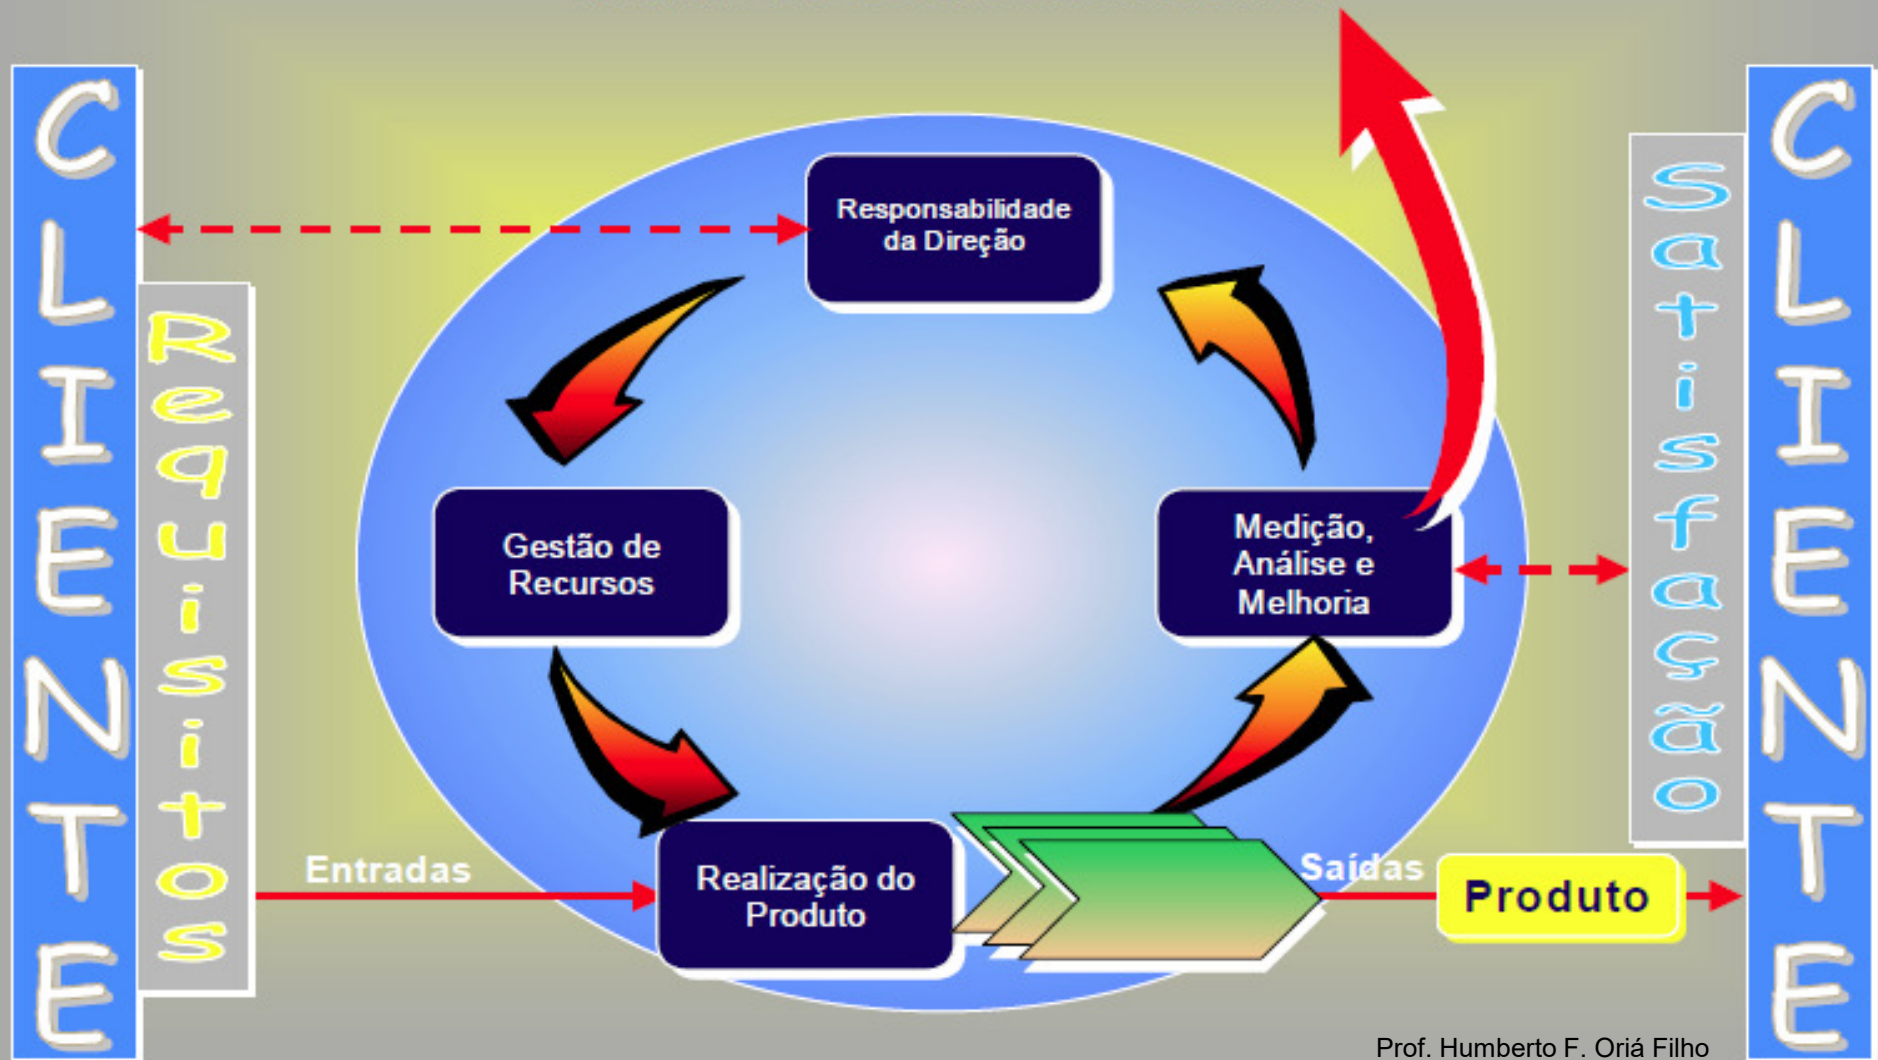 CLIENTE
Requisitos
Responsabilidade
da Direção
Gestão de
Recursos
Medição,
Análise e
Melhoria
Entradas
Realização do
Produto
Saídas
Produto
Satisfação
CLIENTE
Prof. Humberto F. Oriá Filho